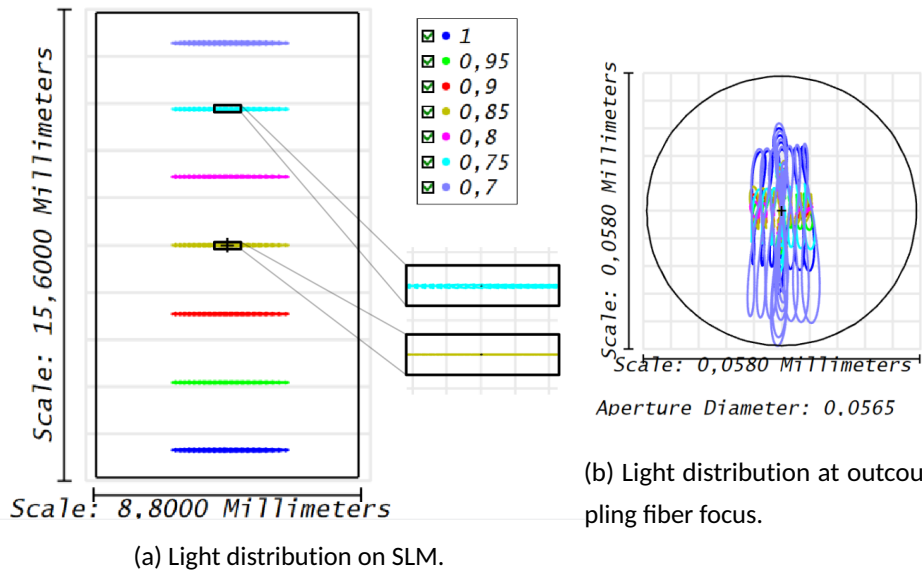 Scale: 15,6000 Millimeters
1
0,95
0,9
0,85
0,8
0,75
0,7
Scale: 8,8000 Millimeters
(a) Light distribution on SLM.
Scale: 0,0580 Millimeters
Scale: 0,0580 Millimeters
Aperture Diameter: 0,0565
(b) Light distribution at outcou-
pling fiber focus.